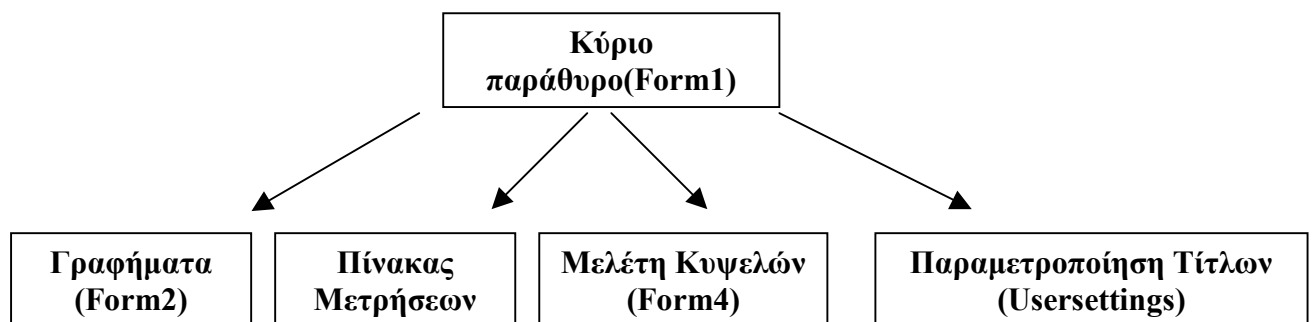 Κύριο
παράθυρο(Form1)
Γραφήματα
(Form2)
Πίνακας
Μετρήσεων
Μελέτη Κυψελών
(Form4)
Παραμετροποίηση Τίτλων
(Usersettings)